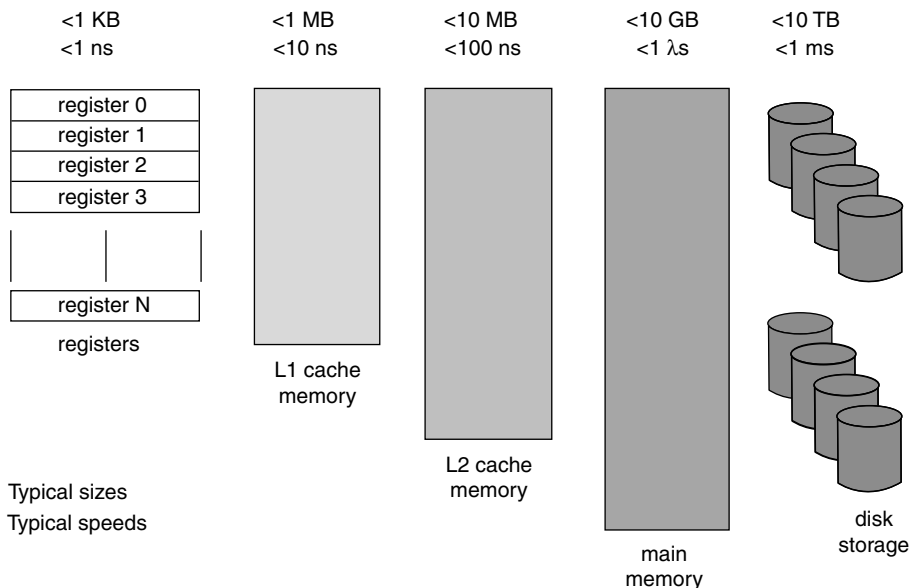 <1 KB
<1 ns
<1 MB
<10 ns
<10 MB
<100 ns
<10 GB
<1 λs
<10 TB
<1 ms
register 0
register 1
register 2
register 3
register N
registers
L1 cache
memory
L2 cache
memory
main
memory
disk
storage
Typical sizes
Typical speeds